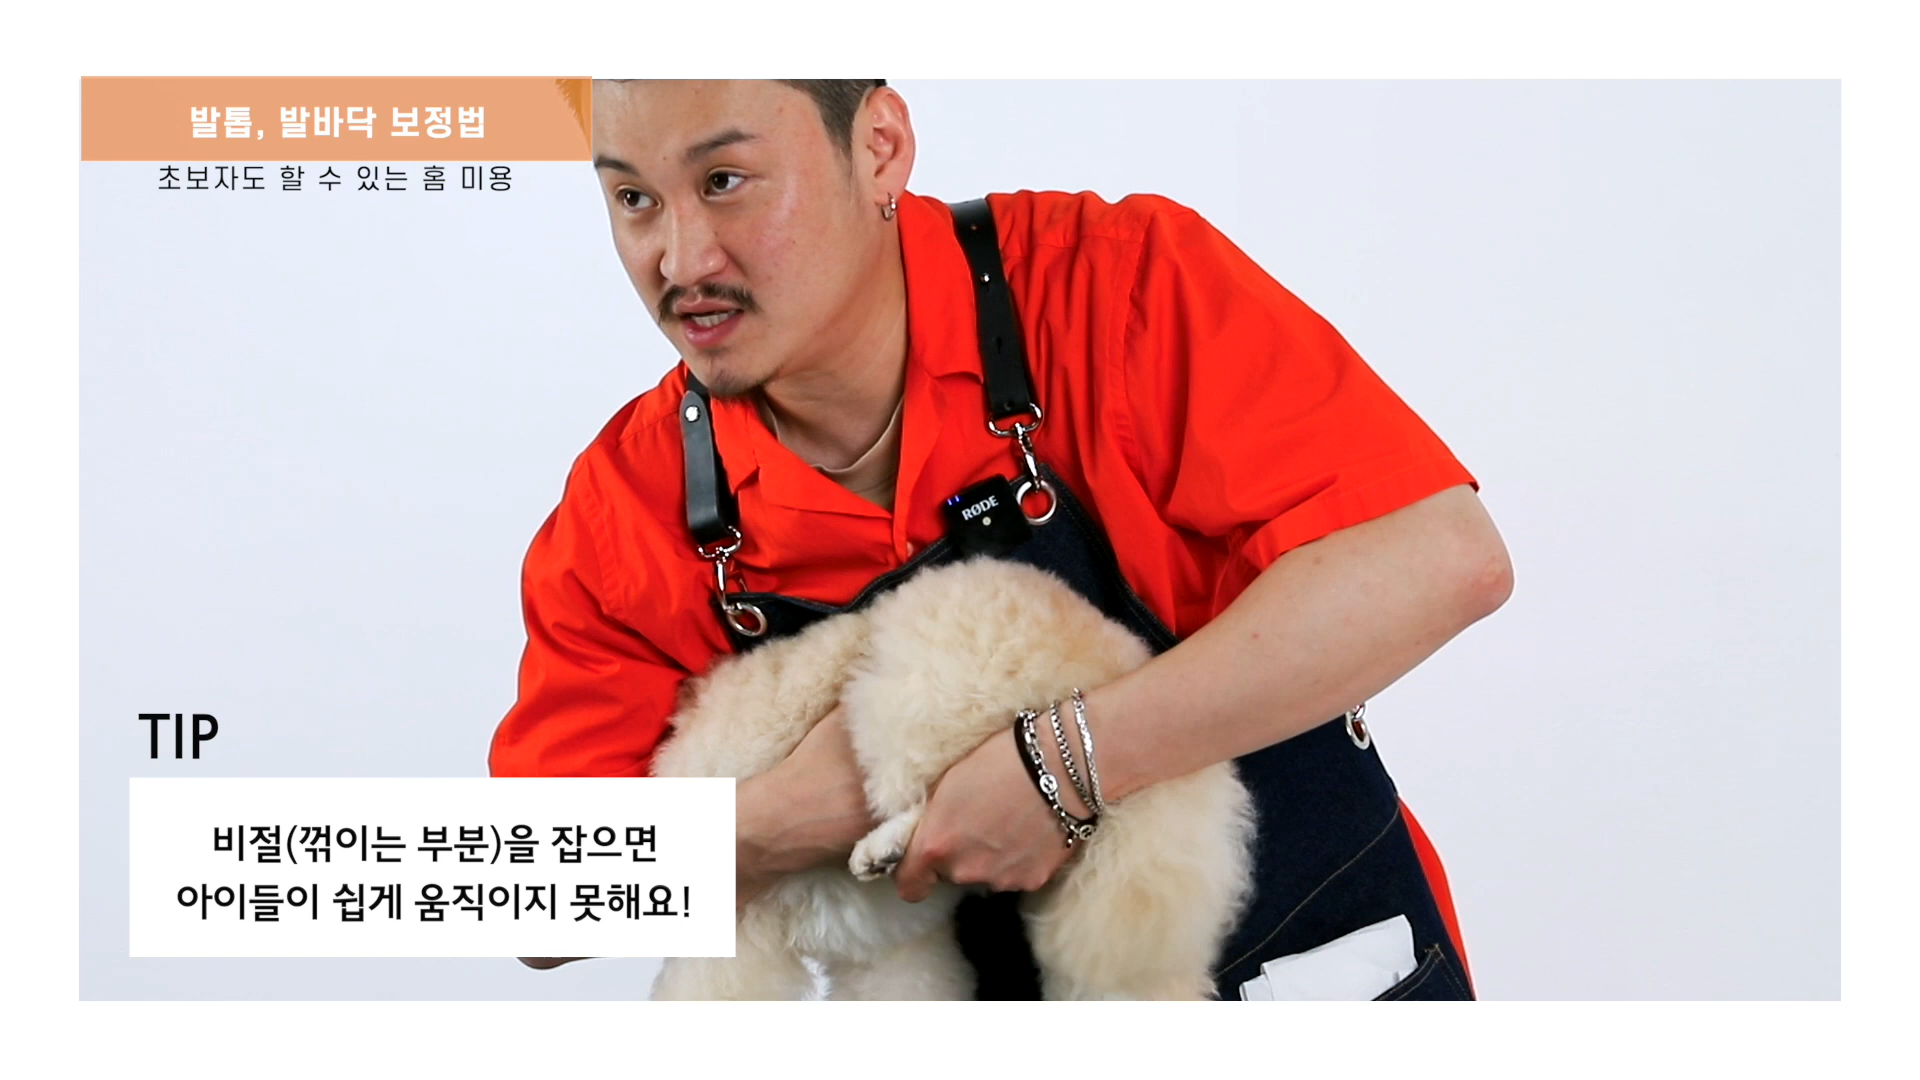 발톱, 발바닥 보정법
초보자도 할 수 있는 홈 미용
RØDE
TIP
비절(꺾이는 부분)을 잡으면
아이들이 쉽게 움직이지 못해요!